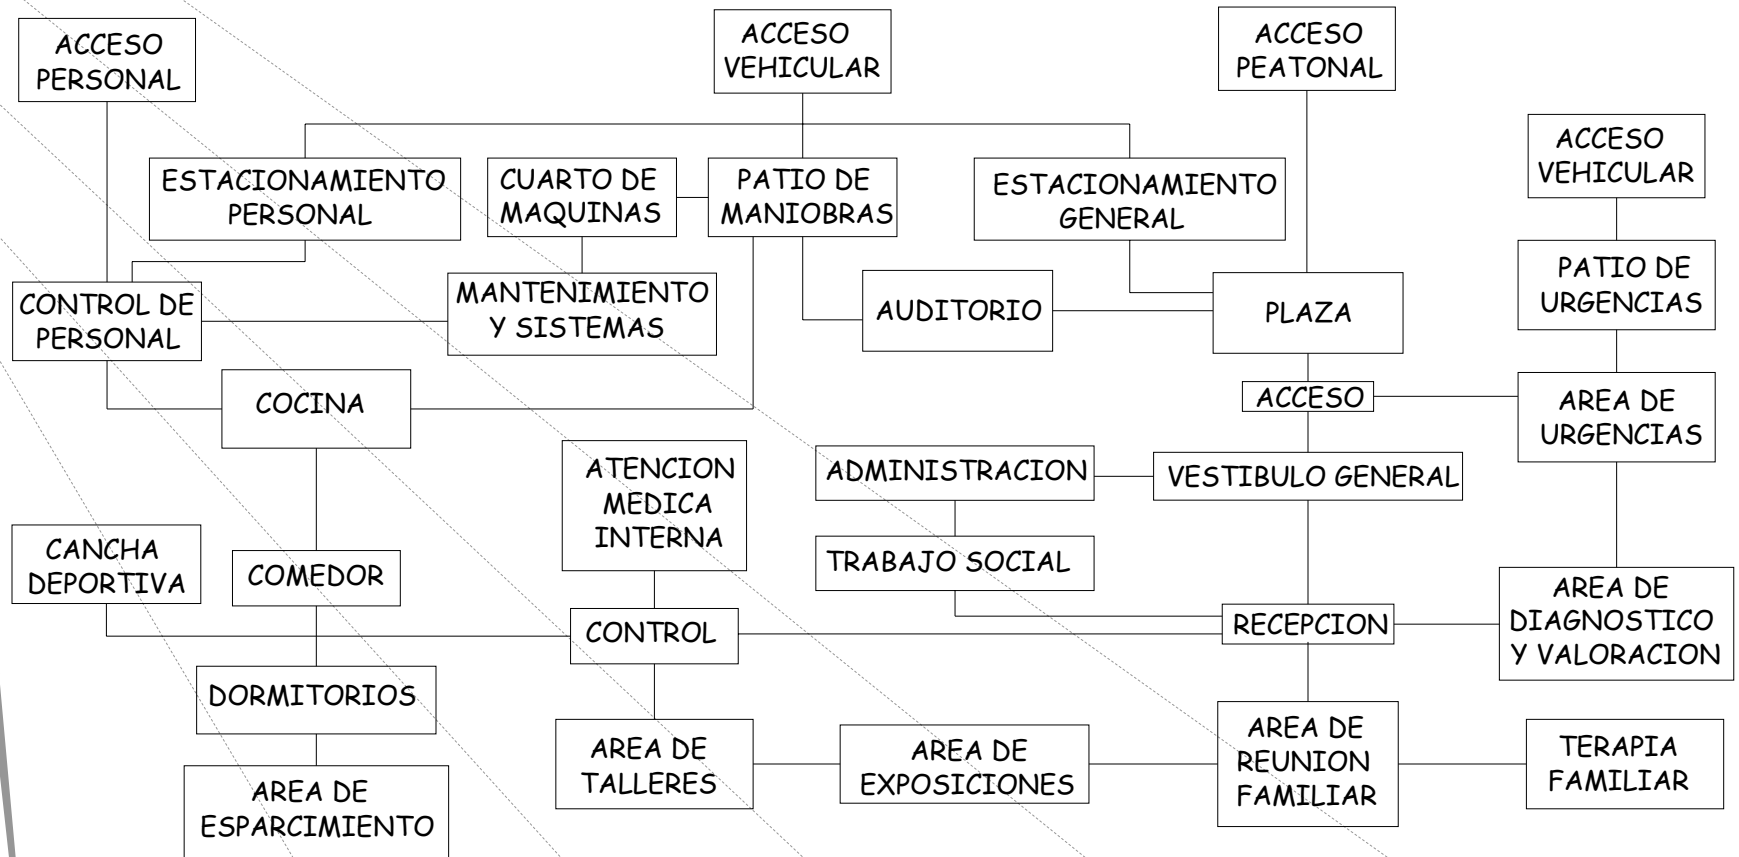 ACCESO
PERSONAL
ACCESO
VEHICULAR
ACCESO
PEATONAL
ACCESO
VEHICULAR
ESTACIONAMIENTO
PERSONAL
CUARTO DE
MAQUINAS
PATIO DE
MANIOBRAS
ESTACIONAMIENTO
GENERAL
PATIO DE
URGENCIAS
CONTROL DE
PERSONAL
MANTENIMIENTO
Y SISTEMAS
AUDITORIO
PLAZA
COCINA
ACCESO
AREA DE
URGENCIAS
ATENCION
MEDICA
INTERNA
ADMINISTRACION
VESTIBULO GENERAL
CANCHA
DEPORTIVA
COMEDOR
TRABAJO SOCIAL
CONTROL
RECEPCION
AREA DE
DIAGNOSTICO
Y VALORACION
DORMITORIOS
AREA DE
TALLERES
AREA DE
EXPOSICIONES
AREA DE
REUNION
FAMILIAR
TERAPIA
FAMILIAR
AREA DE
ESPARCIMIENTO